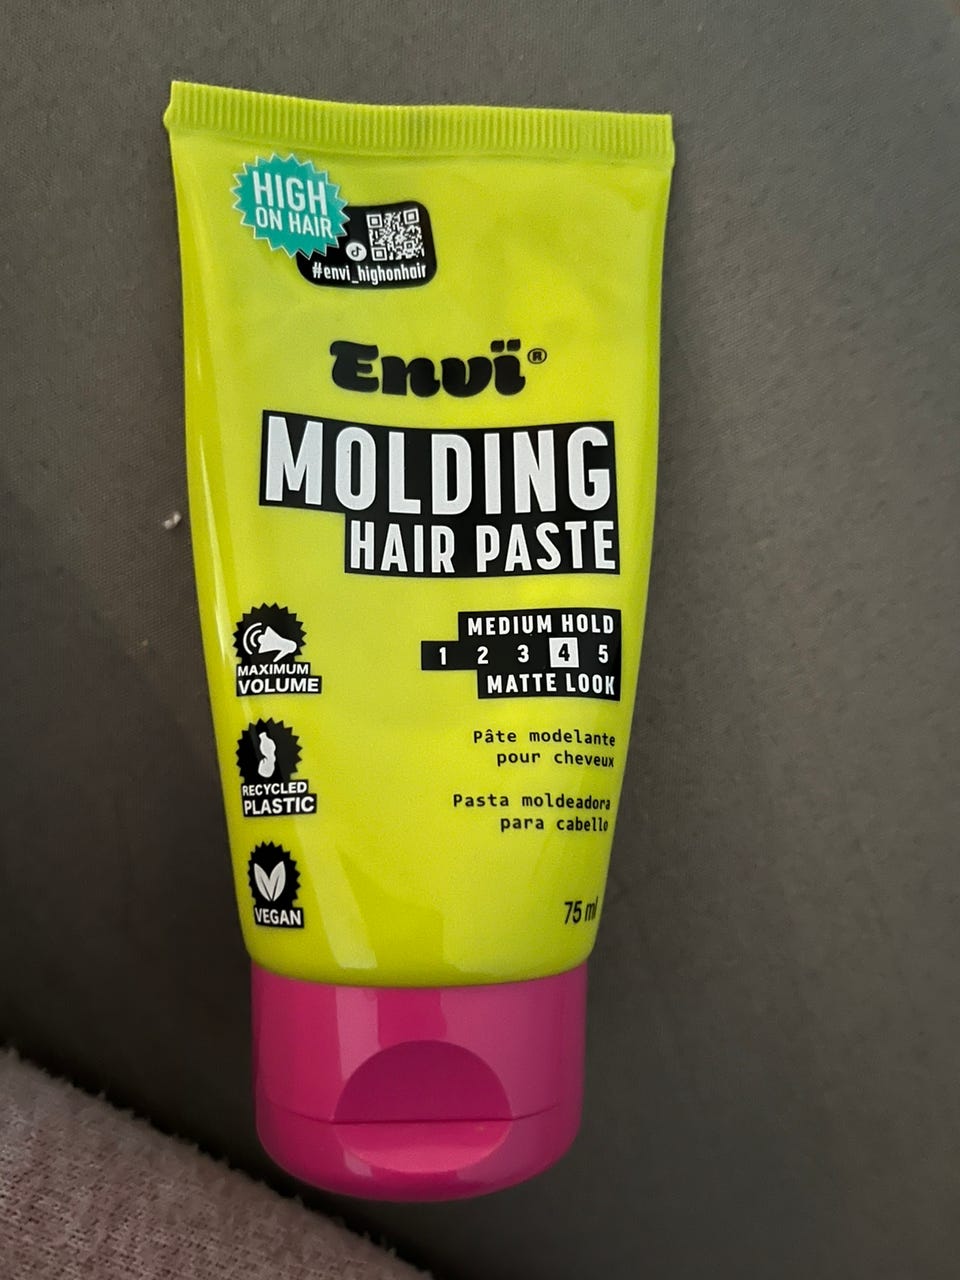 HIGH
ON HAIR
#envi_highonhair
Envï®
MOLDING
HAIR PASTE
MAXIMUM
VOLUME
MEDIUM HOLD
1 2 3 4 5
MATTE LOOK
RECYCLED
PLASTIC
Pâte modelante
pour cheveux
Pasta moldeadora
para cabello
VEGAN
75 ml